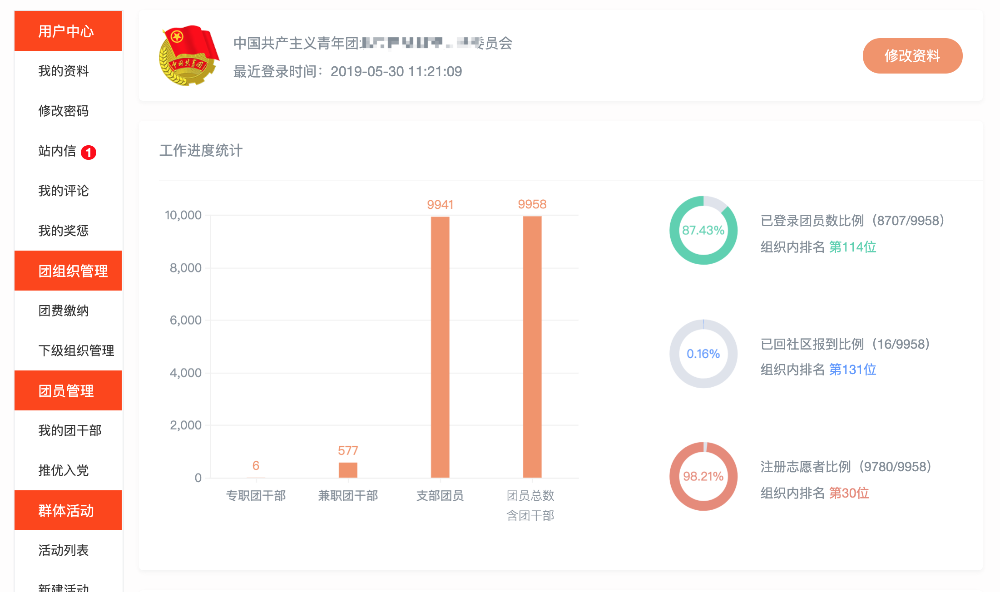 用户中心
我的资料
修改密码
站内信 1
我的评论
我的奖惩
团组织管理
团费缴纳
下级组织管理
团员管理
我的团干部
推优入党
群体活动
活动列表
新建活动
中国共青团
中国共产主义青年团
员会
最近登录时间：2019-05-30 11:21:09
修改资料
工作进度统计
10,000
8,000
6,000
4,000
2,000
0
6
577
9941
9958
专职团干部
兼职团干部
支部团员
团员总数
含团干部
87.43%
已登录团员数比例（8707/9958）
组织内排名 第114位
0.16%
已回社区报到比例（16/9958）
组织内排名 第131位
98.21%
注册志愿者比例（9780/9958）
组织内排名 第30位